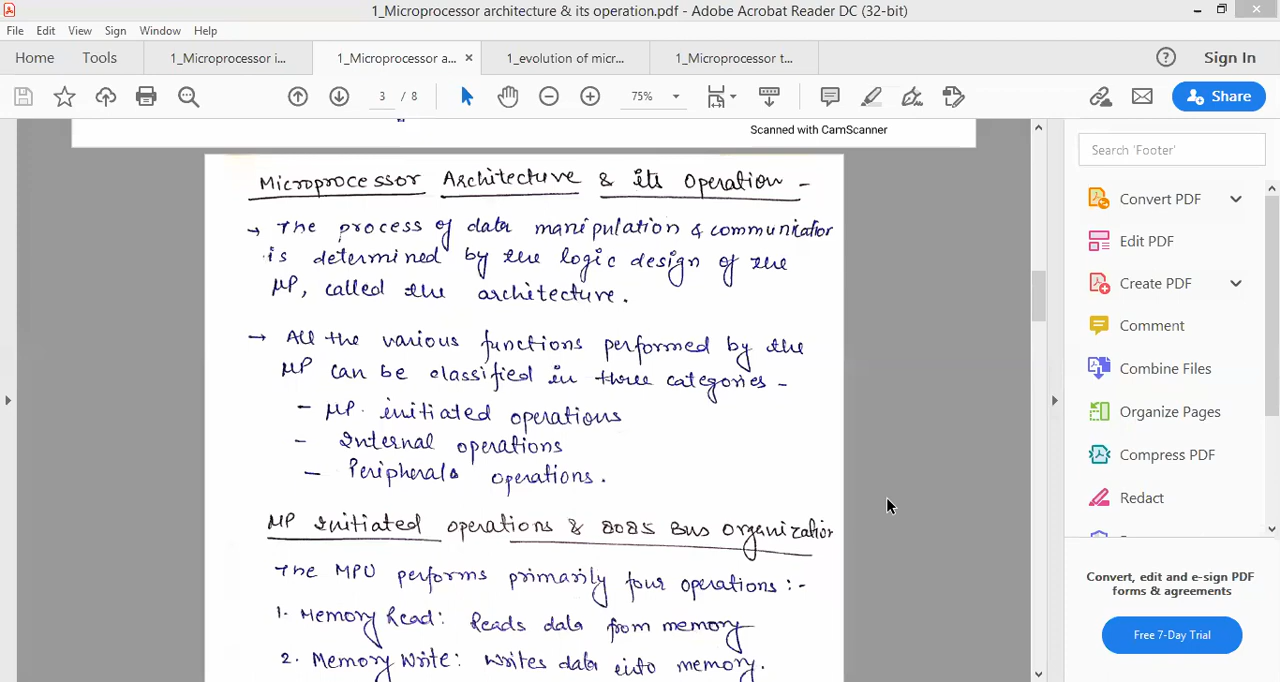 1_Microprocessor architecture & its operation.pdf - Adobe Acrobat Reader DC (32-bit)
File Edit View Sign Window Help
Home Tools 1_Microprocessor i... 1_Microprocessor a... × 1_evolution of micr... 1_Microprocessor t... ? Sign In
3 / 8 75% Share
Scanned with CamScanner
Search 'Footer'
Convert PDF
Edit PDF
Create PDF
Comment
Combine Files
Organize Pages
Compress PDF
Redact
Convert, edit and e-sign PDF
forms & agreements
Free 7-Day Trial
Microprocessor Architecture & its Operation -
→ The process of data manipulation & communication
is determined by the logic design of the
μP, called the architecture.
→ All the various functions performed by the
μP can be classified in three categories -
- μP initiated operations
- Internal operations
- Peripherals operations.
μP Initiated operations & 8085 Bus Organization
The MPU performs primarily four operations :-
1. Memory Read: Reads data from memory
2. Memory Write: Writes data into memory.